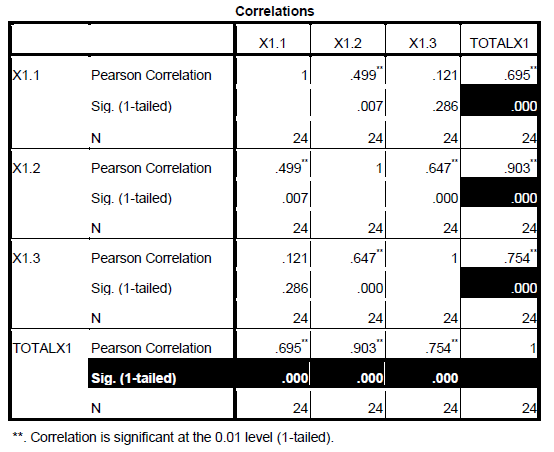 Correlations
X1.1 X1.2 X1.3 TOTALX1
X1.1 Pearson Correlation 1 .499** .121 .695**
Sig. (1-tailed) .007 .286 .000
N 24 24 24 24
X1.2 Pearson Correlation .499** 1 .647** .903**
Sig. (1-tailed) .007 .000 .000
N 24 24 24 24
X1.3 Pearson Correlation .121 .647** 1 .754**
Sig. (1-tailed) .286 .000 .000
N 24 24 24 24
TOTALX1 Pearson Correlation .695** .903** .754** 1
Sig. (1-tailed) .000 .000 .000
N 24 24 24 24
**. Correlation is significant at the 0.01 level (1-tailed).